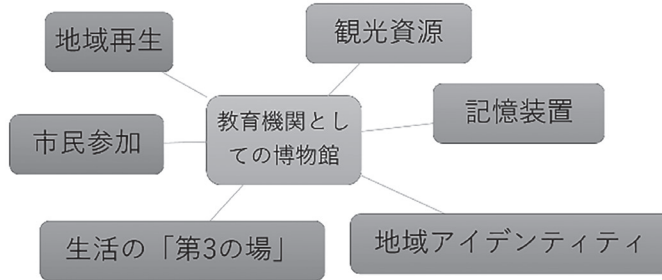 地域再生
観光資源
教育機関とし
ての博物館
記憶装置
市民参加
生活の「第3の場」
地域アイデンティティ